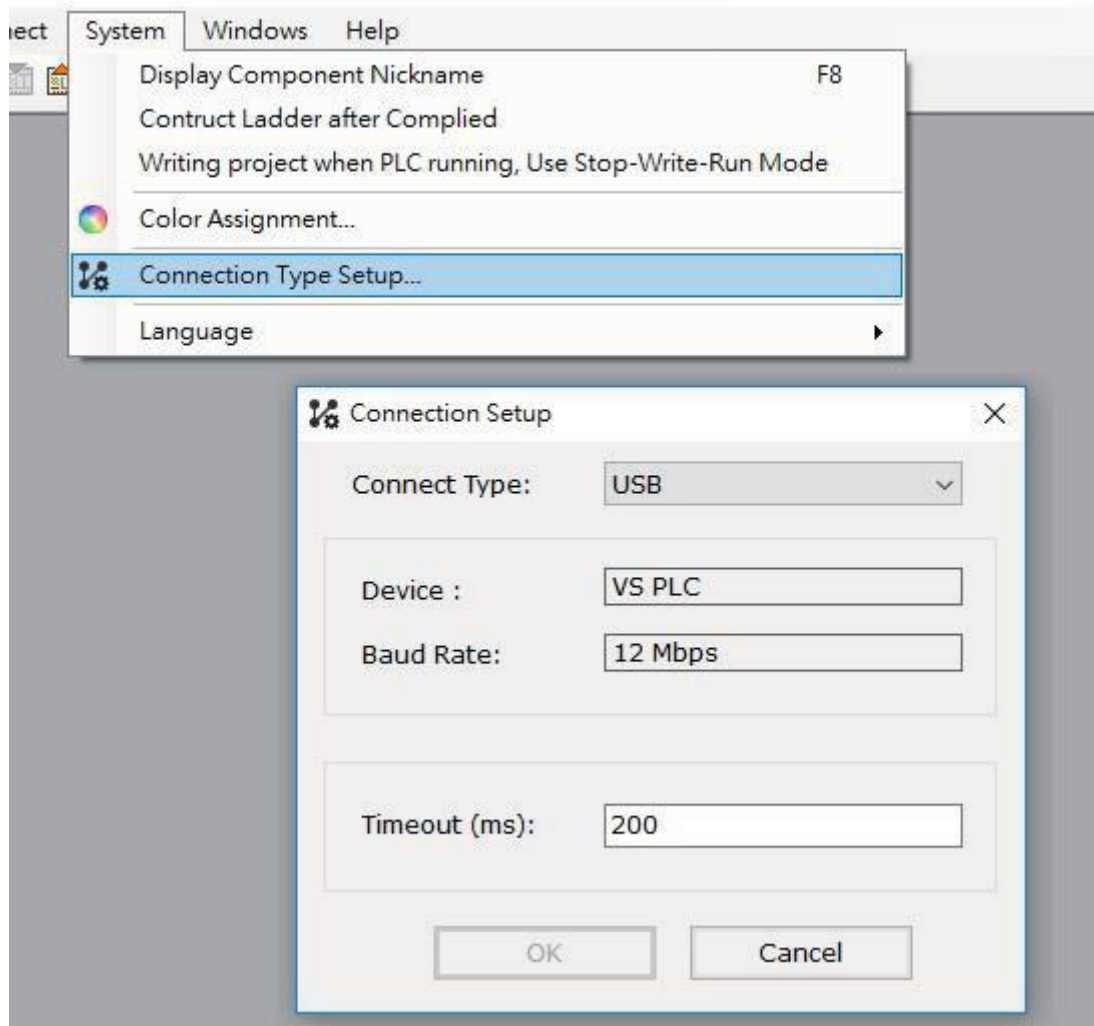 nect System Windows Help
Display Component Nickname F8
Contruct Ladder after Complied
Writing project when PLC running, Use Stop-Write-Run Mode
Color Assignment...
Connection Type Setup...
Language
Connection Setup
Connect Type: USB
Device : VS PLC
Baud Rate: 12 Mbps
Timeout (ms): 200
OK Cancel